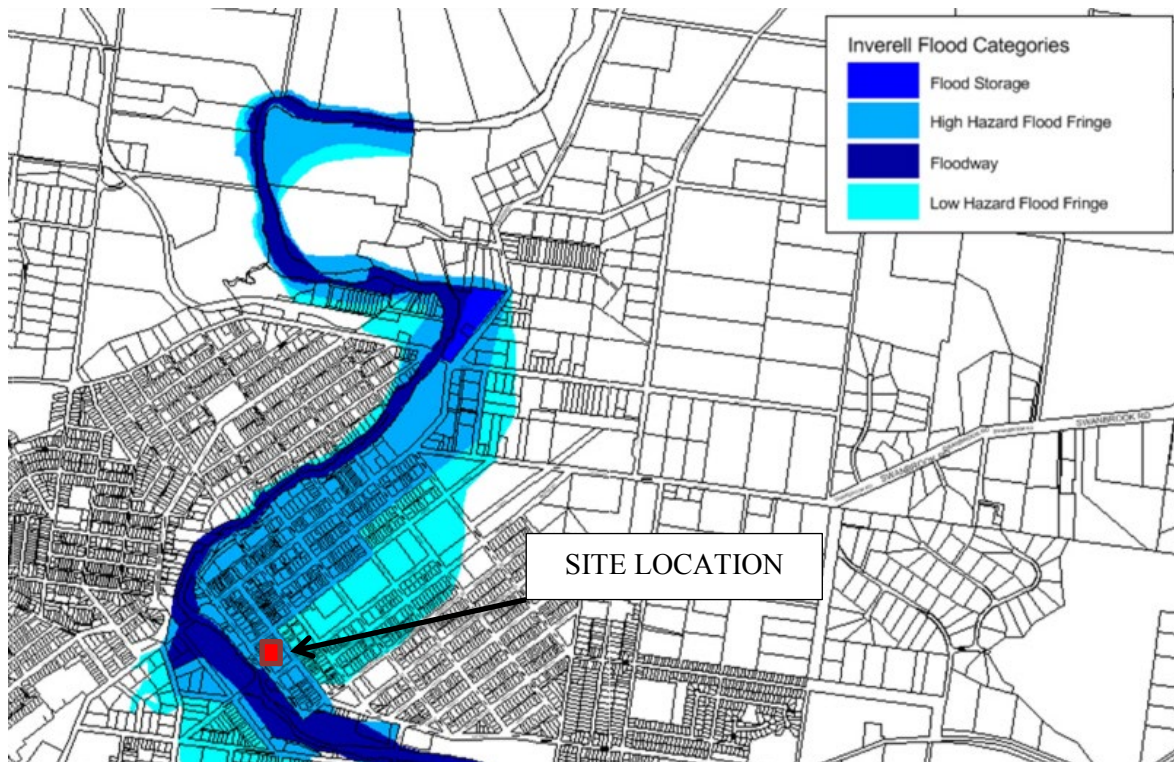 Inverell Flood Categories
Flood Storage
High Hazard Flood Fringe
Floodway
Low Hazard Flood Fringe
SWANBROOK RD
SITE LOCATION